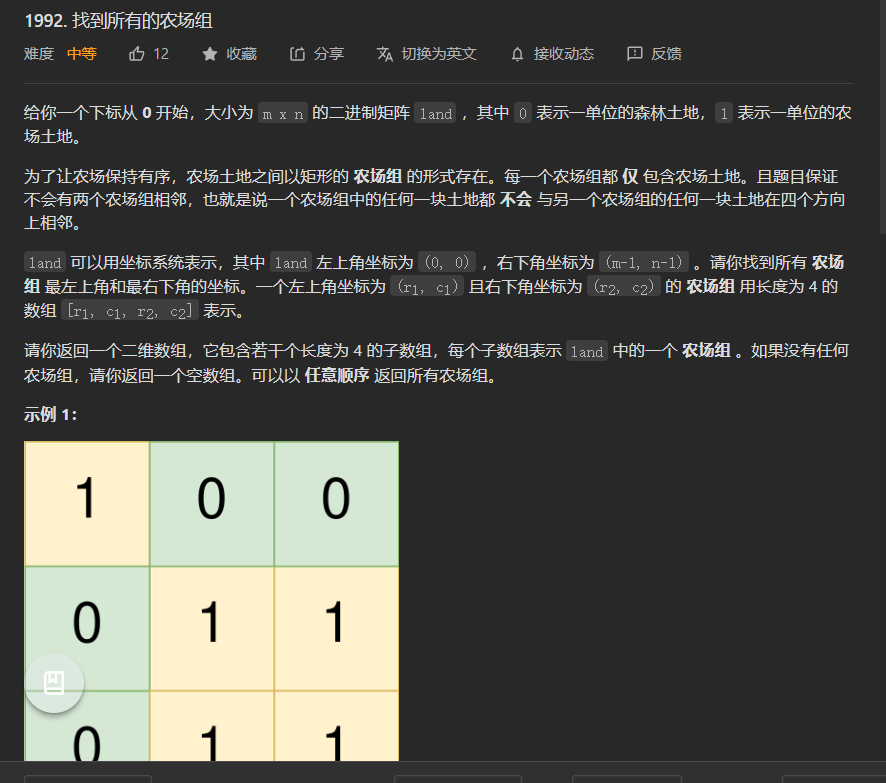 1992. 找到所有的农场组
难度 中等 12 收藏 分享 切换为英文 接收动态 反馈
给你一个下标从 0 开始，大小为 m x n 的二进制矩阵 land ，其中 0 表示一单位的森林土地， 1 表示一单位的农
场土地。
为了让农场保持有序，农场土地之间以矩形的 农场组 的形式存在。每一个农场组都 仅 包含农场土地。且题目保证
不会有两个农场组相邻，也就是说一个农场组中的任何一块土地都 不会 与另一个农场组的任何一块土地在四个方向
上相邻。
land 可以用坐标系统表示，其中 land 左上角坐标为 (0, 0) ，右下角坐标为 (m-1, n-1) 。请你找到所有 农场
组 最左上角和最右下角的坐标。一个左上角坐标为 (r₁, c₁) 且右下角坐标为 (r₂, c₂) 的 农场组 用长度为 4 的
数组 [r₁, c₁, r₂, c₂] 表示。
请你返回一个二维数组，它包含若干个长度为 4 的子数组，每个子数组表示 land 中的一个 农场组 。如果没有任何
农场组，请你返回一个空数组。可以以 任意顺序 返回所有农场组。
示例 1：
1 0 0
0 1 1
0 1 1